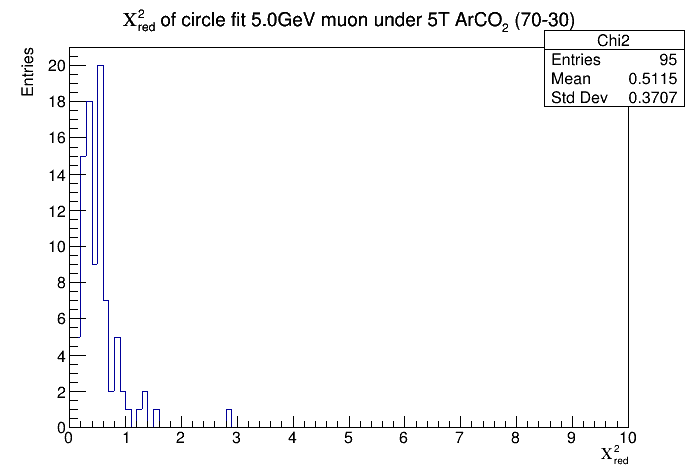 X²red of circle fit 5.0GeV muon under 5T ArCO₂ (70-30)
Chi2
Entries 95
Mean 0.5115
Std Dev 0.3707
Entries
20
18
16
14
12
10
8
6
4
2
0
0 1 2 3 4 5 6 7 8 9 10
X²red